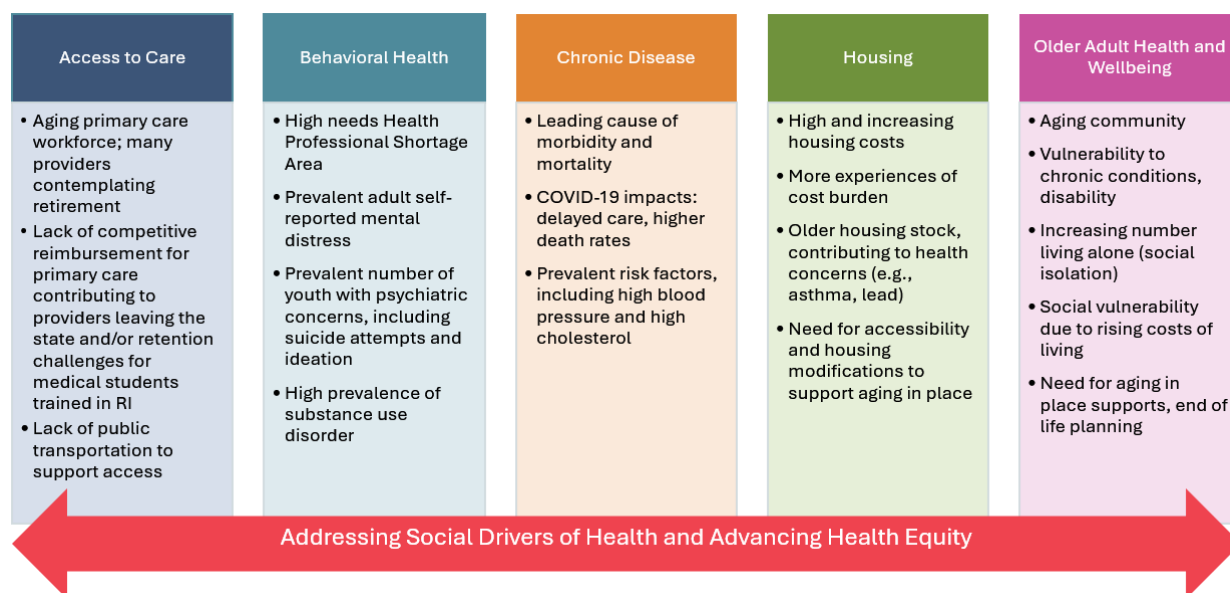 Access to Care
• Aging primary care
workforce; many
providers
contemplating
retirement
• Lack of competitive
reimbursement for
primary care
contributing to
providers leaving the
state and/or retention
challenges for
medical students
trained in RI
• Lack of public
transportation to
support access
Behavioral Health
• High needs Health
Professional Shortage
Area
• Prevalent adult self-
reported mental
distress
• Prevalent number of
youth with psychiatric
concerns, including
suicide attempts and
ideation
• High prevalence of
substance use
disorder
Chronic Disease
• Leading cause of
morbidity and
mortality
• COVID-19 impacts:
delayed care, higher
death rates
• Prevalent risk factors,
including high blood
pressure and high
cholesterol
Housing
• High and increasing
housing costs
• More experiences of
cost burden
• Older housing stock,
contributing to health
concerns (e.g.,
asthma, lead)
• Need for accessibility
and housing
modifications to
support aging in place
Older Adult Health and
Wellbeing
• Aging community
• Vulnerability to
chronic conditions,
disability
• Increasing number
living alone (social
isolation)
• Social vulnerability
due to rising costs of
living
• Need for aging in
place supports, end of
life planning
Addressing Social Drivers of Health and Advancing Health Equity